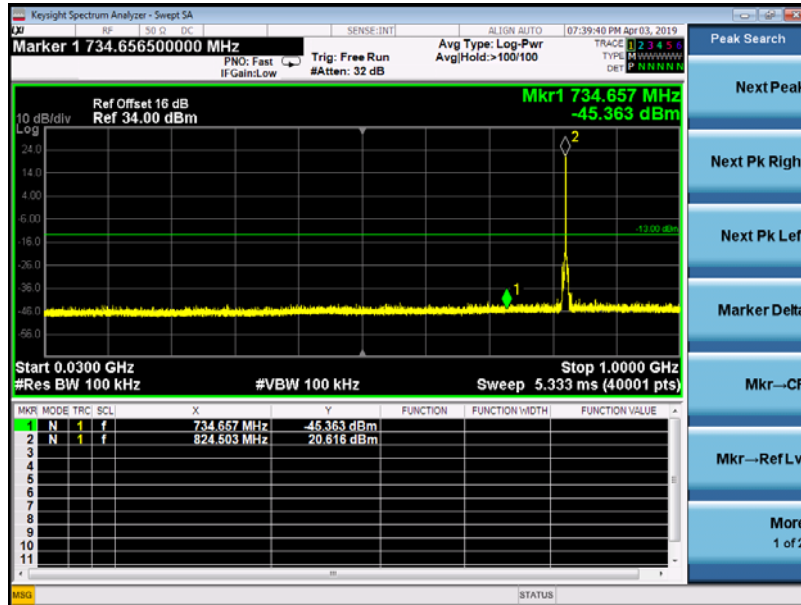 Keysight Spectrum Analyzer - Swept SA
LXI RF 50 Ω DC SENSE:INT ALIGN AUTO 07:39:40 PM Apr 03, 2019
Marker 1 734.656500000 MHz
PNO: Fast
IFGain:Low
Trig: Free Run
#Atten: 32 dB
Avg Type: Log-Pwr
Avg|Hold:>100/100
TRACE 1 2 3 4 5 6
TYPE M WWWWW
DET P N N N N N
Mkr1 734.657 MHz
-45.363 dBm
10 dB/div
Log
Ref Offset 16 dB
Ref 34.00 dBm
2
24.0
14.0
4.00
-6.00
-13.00 dBm
-16.0
-26.0
-36.0
1
-46.0
-56.0
Start 0.0300 GHz Stop 1.0000 GHz
#Res BW 100 kHz #VBW 100 kHz Sweep 5.333 ms (40001 pts)
MKR MODE TRC SCL X Y FUNCTION FUNCTION WIDTH FUNCTION VALUE
1 N 1 f 734.657 MHz -45.363 dBm
2 N 1 f 824.503 MHz 20.616 dBm
3
4
5
6
7
8
9
10
11
MSG STATUS
Peak Search
Next Peak
Next Pk Righ
Next Pk Lef
Marker Delta
Mkr→CF
Mkr→Ref Lv
More
1 of 2